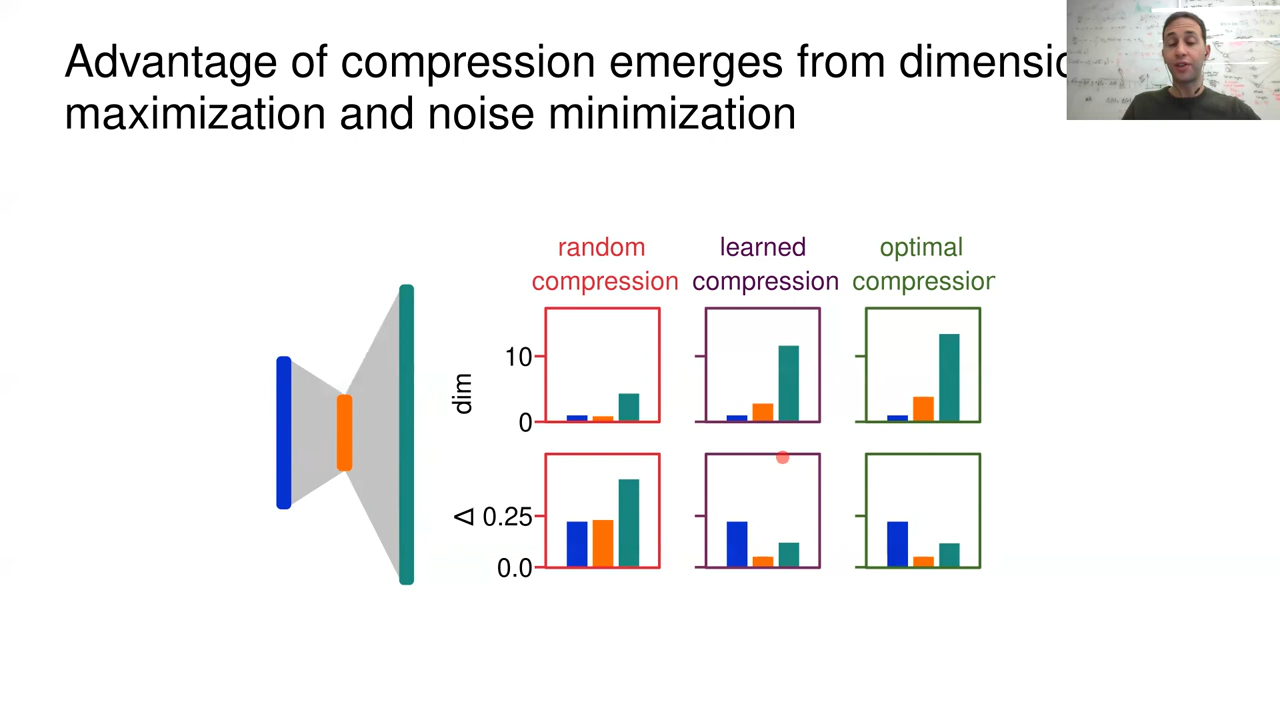 Advantage of compression emerges from dimensio
maximization and noise minimization
random compression
learned compression
optimal compression
dim
10
0
Δ
0.25
0.0